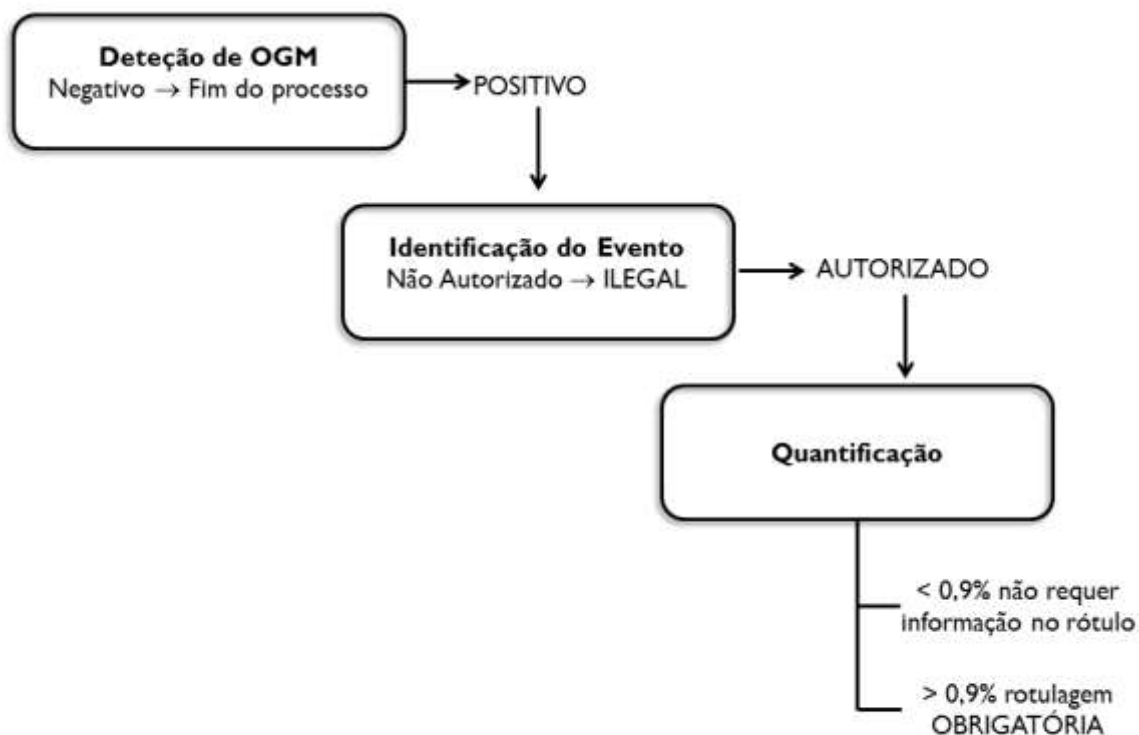 Deteção de OGM
Negativo → Fim do processo
POSITIVO
Identificação do Evento
Não Autorizado → ILEGAL
AUTORIZADO
Quantificação
< 0,9% não requer
informação no rótulo
> 0,9% rotulagem
OBRIGATÓRIA